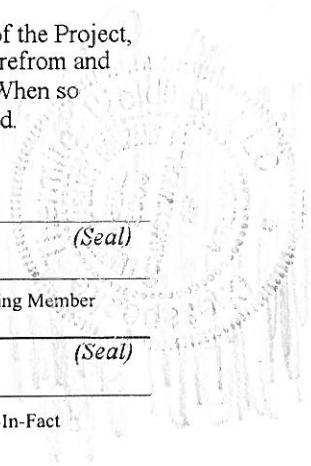 of the Project,
refrom and
When so
d.
(Seal)
ing Member
(Seal)
-In-Fact